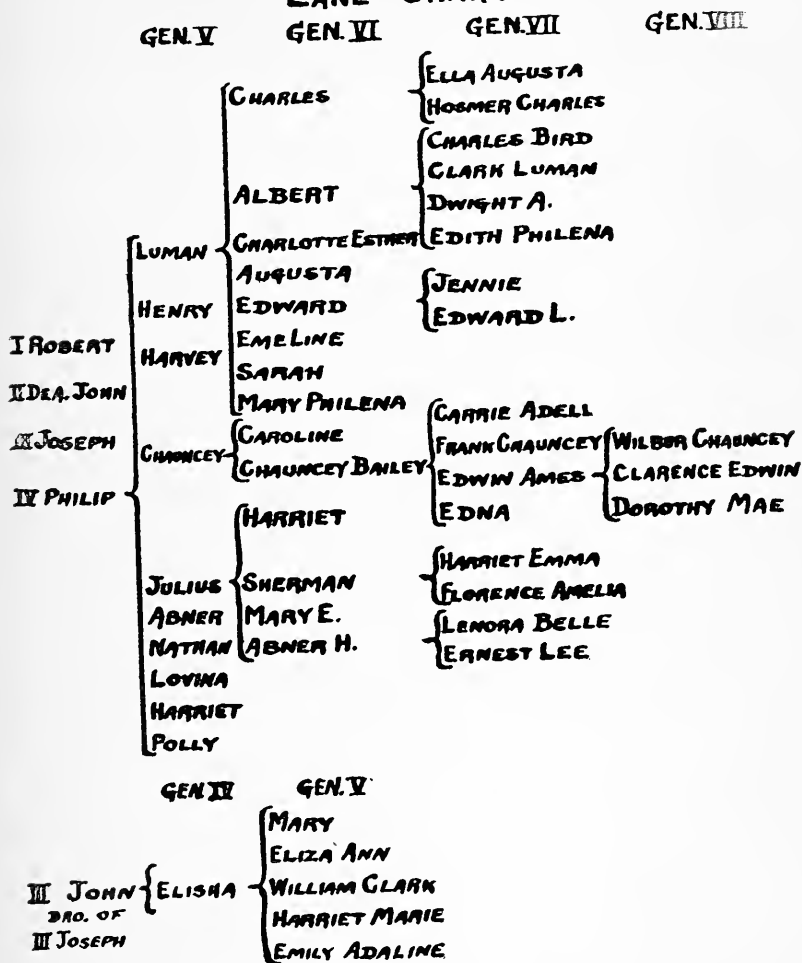 LANE CHART
GEN. V GEN. VI GEN. VII GEN. VIII
CHARLES
ELLA AUGUSTA
HOSMER CHARLES
CHARLES BIRD
CLARK LUMAN
ALBERT
DWIGHT A.
LUMAN
CHARLOTTE ESTHER
EDITH PHILENA
AUGUSTA
JENNIE
HENRY
EDWARD
EDWARD L.
I ROBERT
HARVEY
EMELINE
SARAH
II DEA. JOHN
MARY PHILENA
CARRIE ADELL
III JOSEPH
CHAUNCEY
CAROLINE
FRANK CHAUNCEY
WILBUR CHAUNCEY
CHAUNCEY BAILEY
EDWIN AMES
CLARENCE EDWIN
IV PHILIP
HARRIET
EDNA
DOROTHY MAE
HARRIET EMMA
JULIUS
SHERMAN
FLORENCE AMELIA
ABNER
MARY E.
LENORA BELLE
NATHAN
ABNER H.
ERNEST LEE
LOVINA
HARRIET
POLLY
GEN IV GEN. V
MARY
ELIZA ANN
III JOHN
ELISHA
WILLIAM CLARK
BRO. OF
HARRIET MARIE
III JOSEPH
EMILY ADALINE